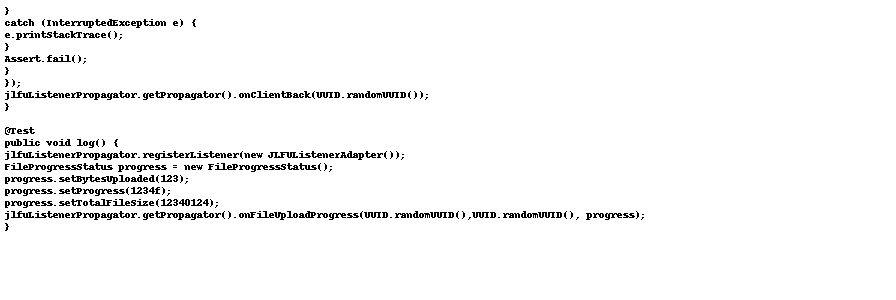 }
catch (InterruptedException e) {
e.printStackTrace();
}
Assert.fail();
}
});
jlfuListenerPropagator.getPropagator().onClientBack(UUID.randomUUID());
}
@Test
public void log() {
jlfuListenerPropagator.registerListener(new JLFUListenerAdapter());
FileProgressStatus progress = new FileProgressStatus();
progress.setBytesUploaded(123);
progress.setProgress(1234f);
progress.setTotalFileSize(12340124);
jlfuListenerPropagator.getPropagator().onFileUploadProgress(UUID.randomUUID(),UUID.randomUUID(), progress);
}